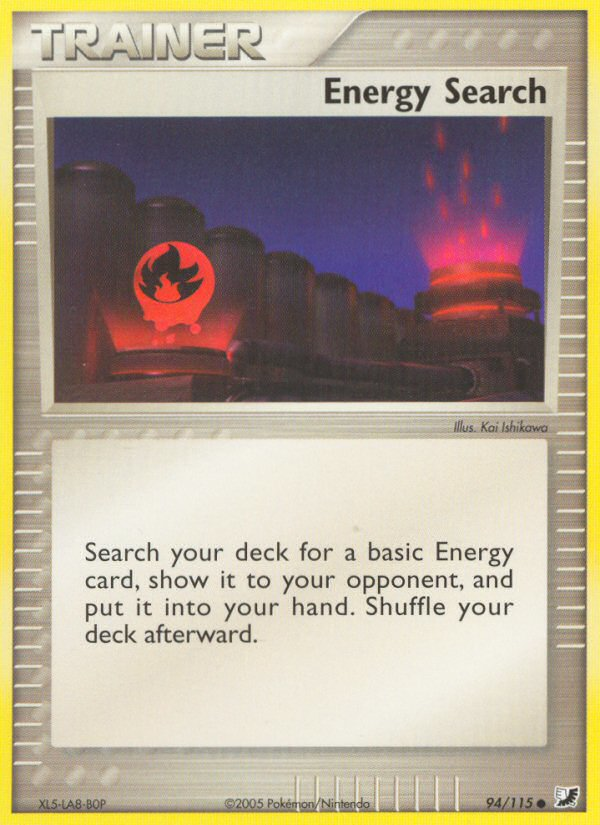 TRAINER
Energy Search
Illus. Kai Ishikawa
Search your deck for a basic Energy
card, show it to your opponent, and
put it into your hand. Shuffle your
deck afterward.
XL5-LA8-B0P
©2005 Pokémon/Nintendo
94/115